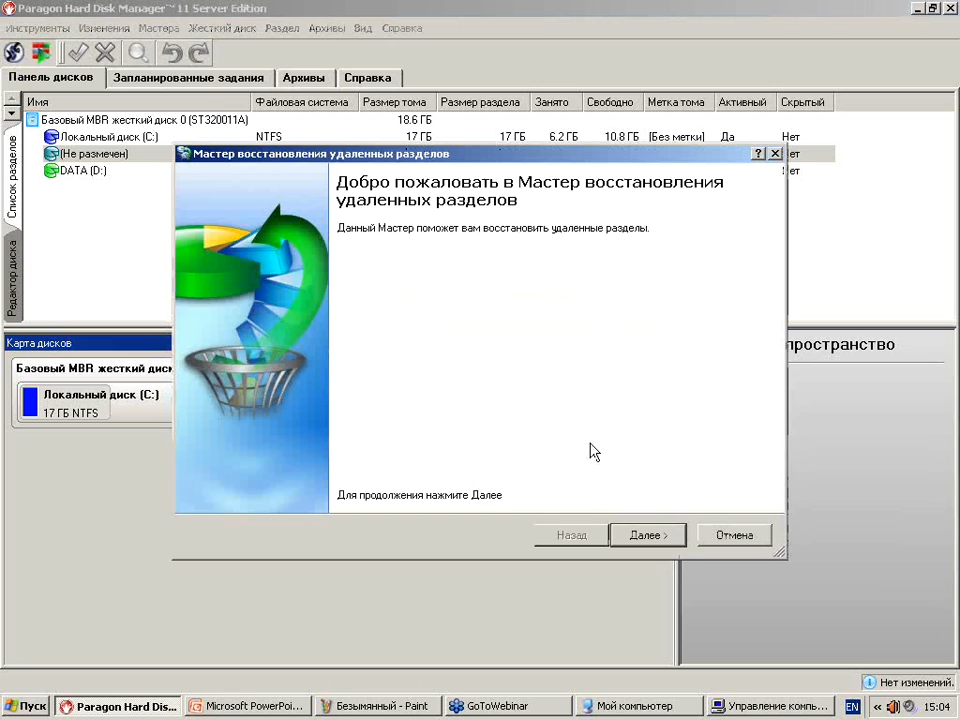 Paragon Hard Disk Manager™ 11 Server Edition
Инструменты Изменения Мастера Жесткий диск Раздел Архивы Вид Справка
Панель дисков Запланированные задания Архивы Справка
Имя Файловая система Размер тома Размер раздела Занято Свободно Метка тома Активный Скрытый
Базовый MBR жесткий диск 0 (ST320011A) 18.6 ГБ
Локальный диск (C:) NTFS 17 ГБ 17 ГБ 6.2 ГБ 10.8 ГБ [Без метки] Да Нет
(Не размечен)
DATA (D:)
Список разделов
Редактор диска
Мастер восстановления удаленных разделов
Добро пожаловать в Мастер восстановления
удаленных разделов
Данный Мастер поможет вам восстановить удаленные разделы.
Для продолжения нажмите Далее
Назад Далее > Отмена
Карта дисков
Базовый MBR жесткий диск
Локальный диск (C:)
17 ГБ NTFS
пространство
Нет изменений.
Пуск Paragon Hard Dis... Microsoft PowerPoi... Безымянный - Paint GoToWebinar Мой компьютер Управление компь... EN 15:04